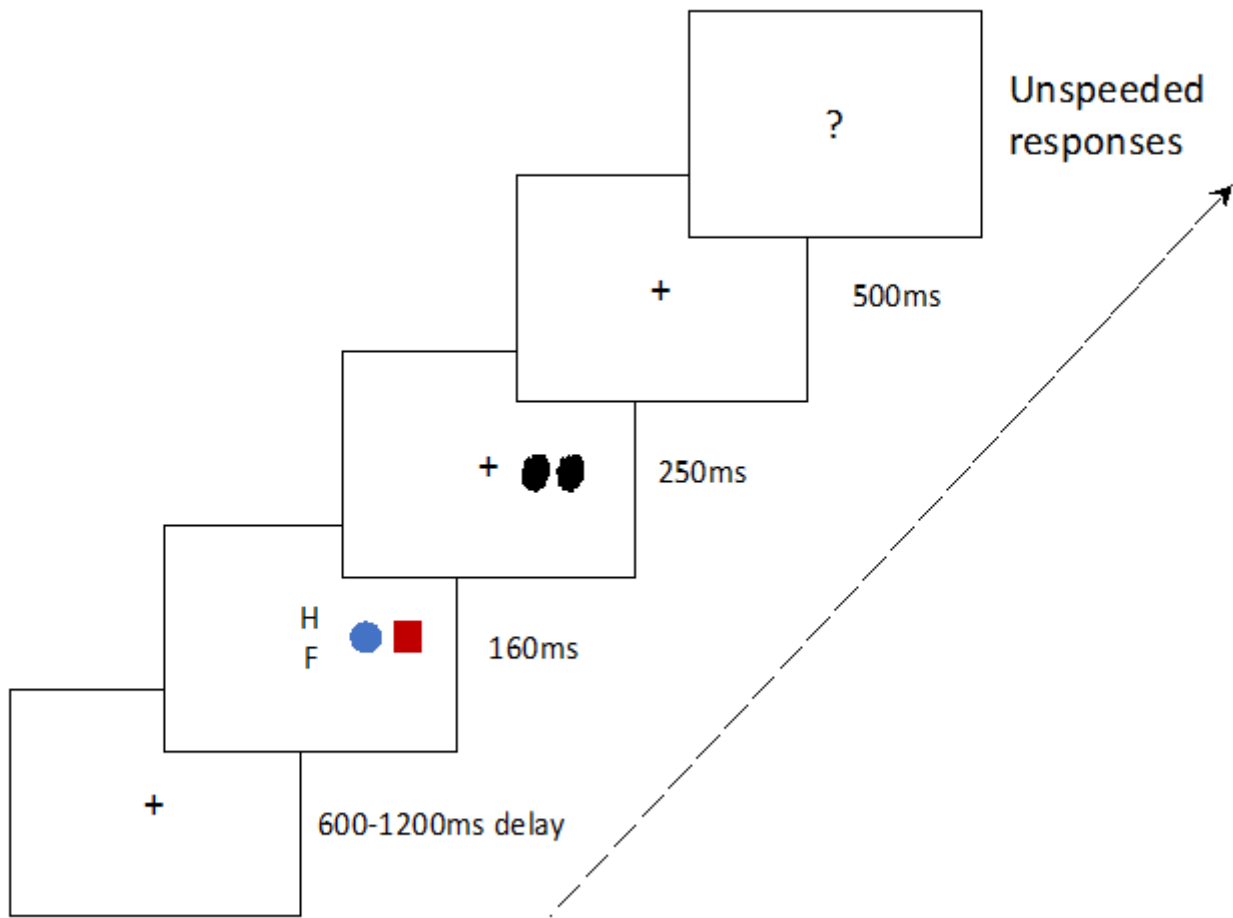 Unspeeded
responses
?
+
500ms
+
250ms
H
F
160ms
+
600-1200ms delay